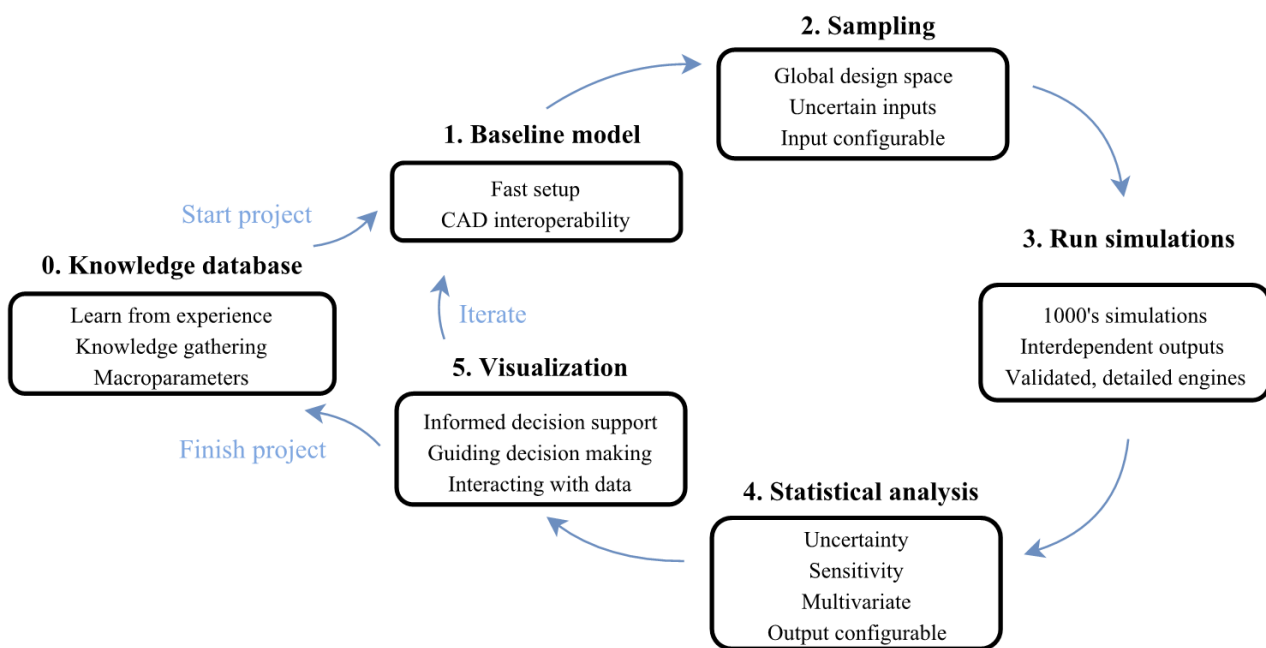 2. Sampling
Global design space
Uncertain inputs
Input configurable
1. Baseline model
Fast setup
CAD interoperability
Start project
0. Knowledge database
Learn from experience
Knowledge gathering
Macroparameters
3. Run simulations
1000's simulations
Interdependent outputs
Validated, detailed engines
Iterate
5. Visualization
Informed decision support
Guiding decision making
Interacting with data
Finish project
4. Statistical analysis
Uncertainty
Sensitivity
Multivariate
Output configurable